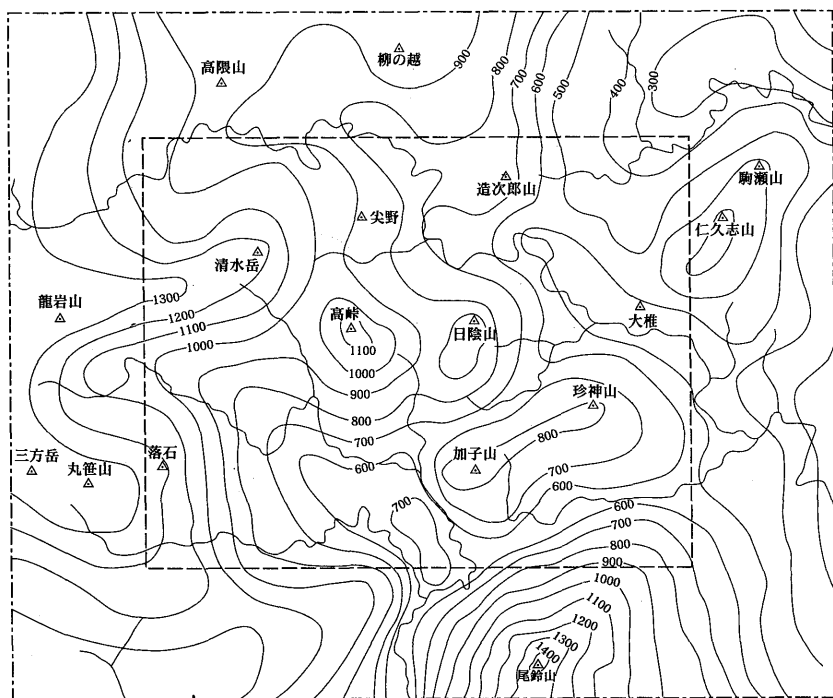 柳の越
高隈山
900
800
700
600
500
400
300
駒瀬山
造次郎山
尖野
仁久志山
清水岳
龍岩山
1300
1200
1100
1000
高峠
1100
1000
900
800
700
600
日陰山
大椎
珍神山
800
700
600
加子山
三方岳
丸笹山
落石
700
600
700
800
900
1000
1100
1200
1300
1400
尾鈴山